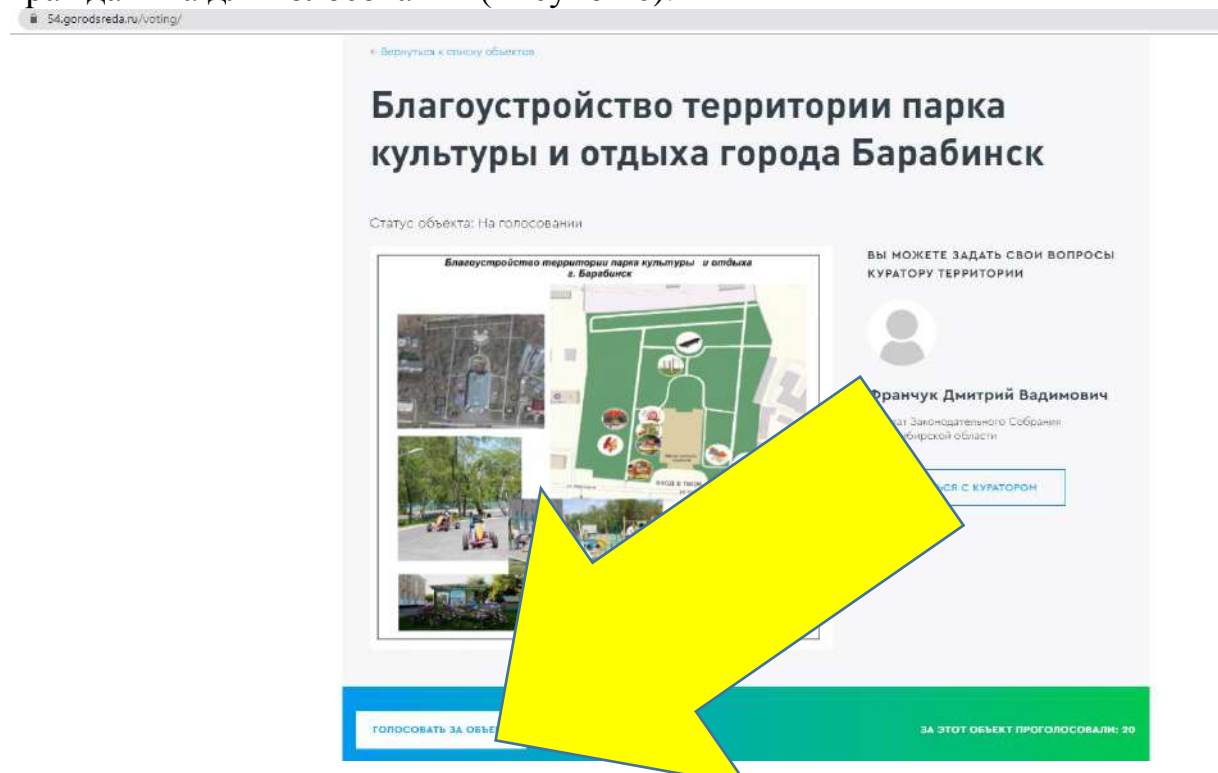 54.gorodsreda.ru/voting/
← Вернуться к списку объектов
Благоустройство территории парка
культуры и отдыха города Барабинск
Статус объекта: На голосовании
Благоустройство территории парка культуры и отдыха
г. Барабинск
ВЫ МОЖЕТЕ ЗАДАТЬ СВОИ ВОПРОСЫ
КУРАТОРУ ТЕРРИТОРИИ
Франчук Дмитрий Вадимович
Законодательного Собрания
области
С КУРАТОРОМ
ГОЛОСОВАТЬ ЗА
ЗА ЭТОТ ОБЪЕКТ ПРОГОЛОСОВАЛИ: 20